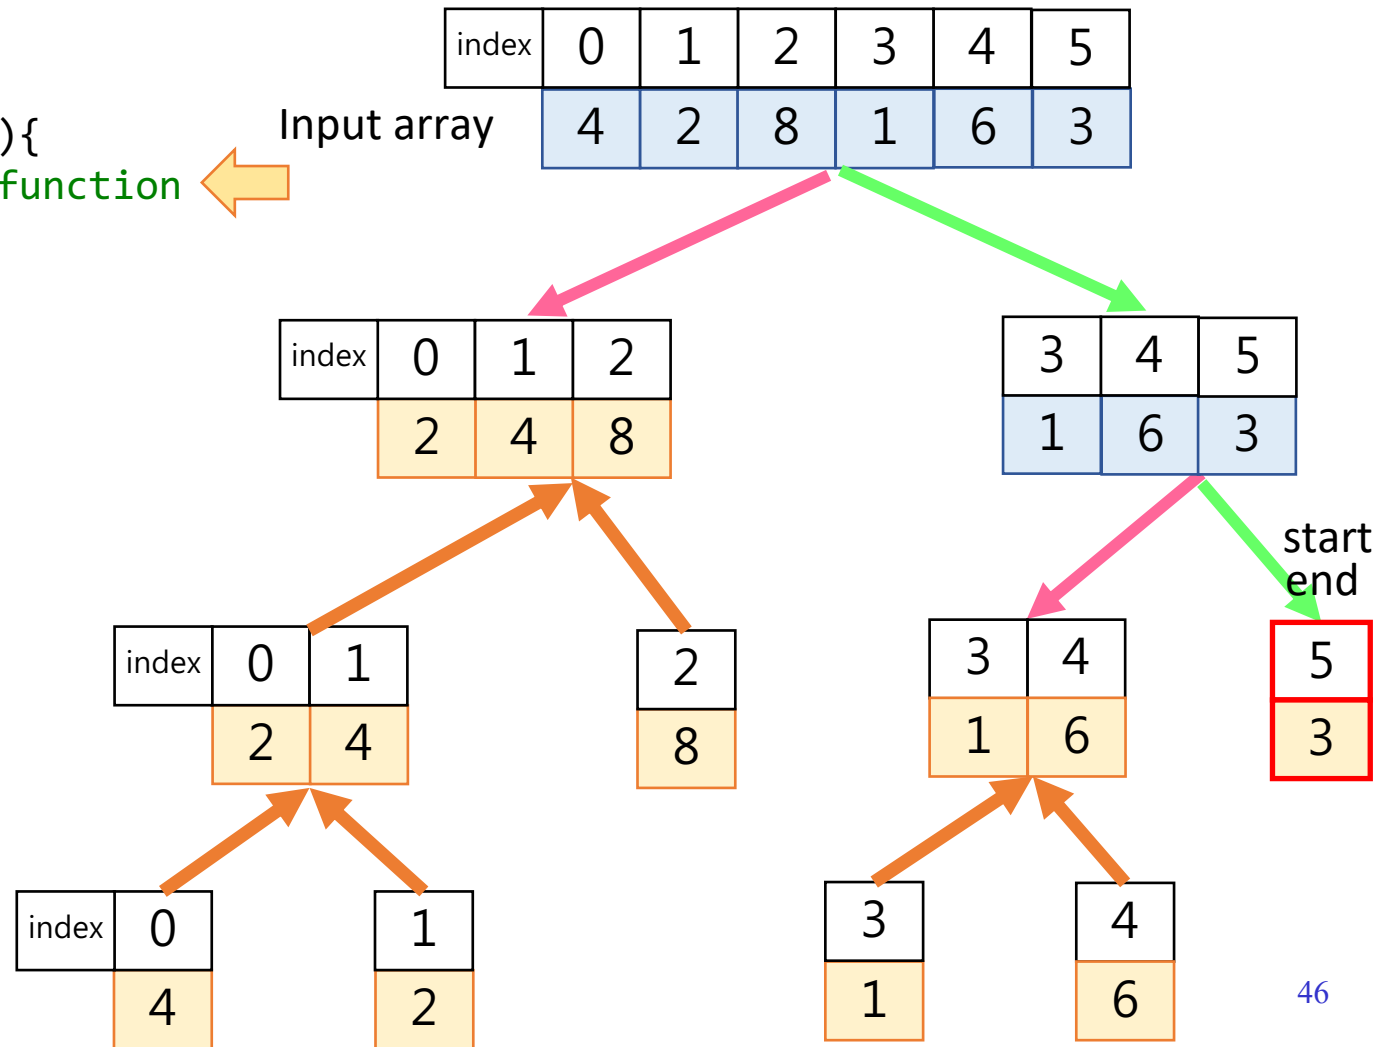 index 0 1 2 3 4 5
Input array 4 2 8 1 6 3
){
function
index 0 1 2
2 4 8
3 4 5
1 6 3
start
end
index 0 1
2 4
2
8
3 4
1 6
5
3
index 0
4
1
2
3
1
4
6
46